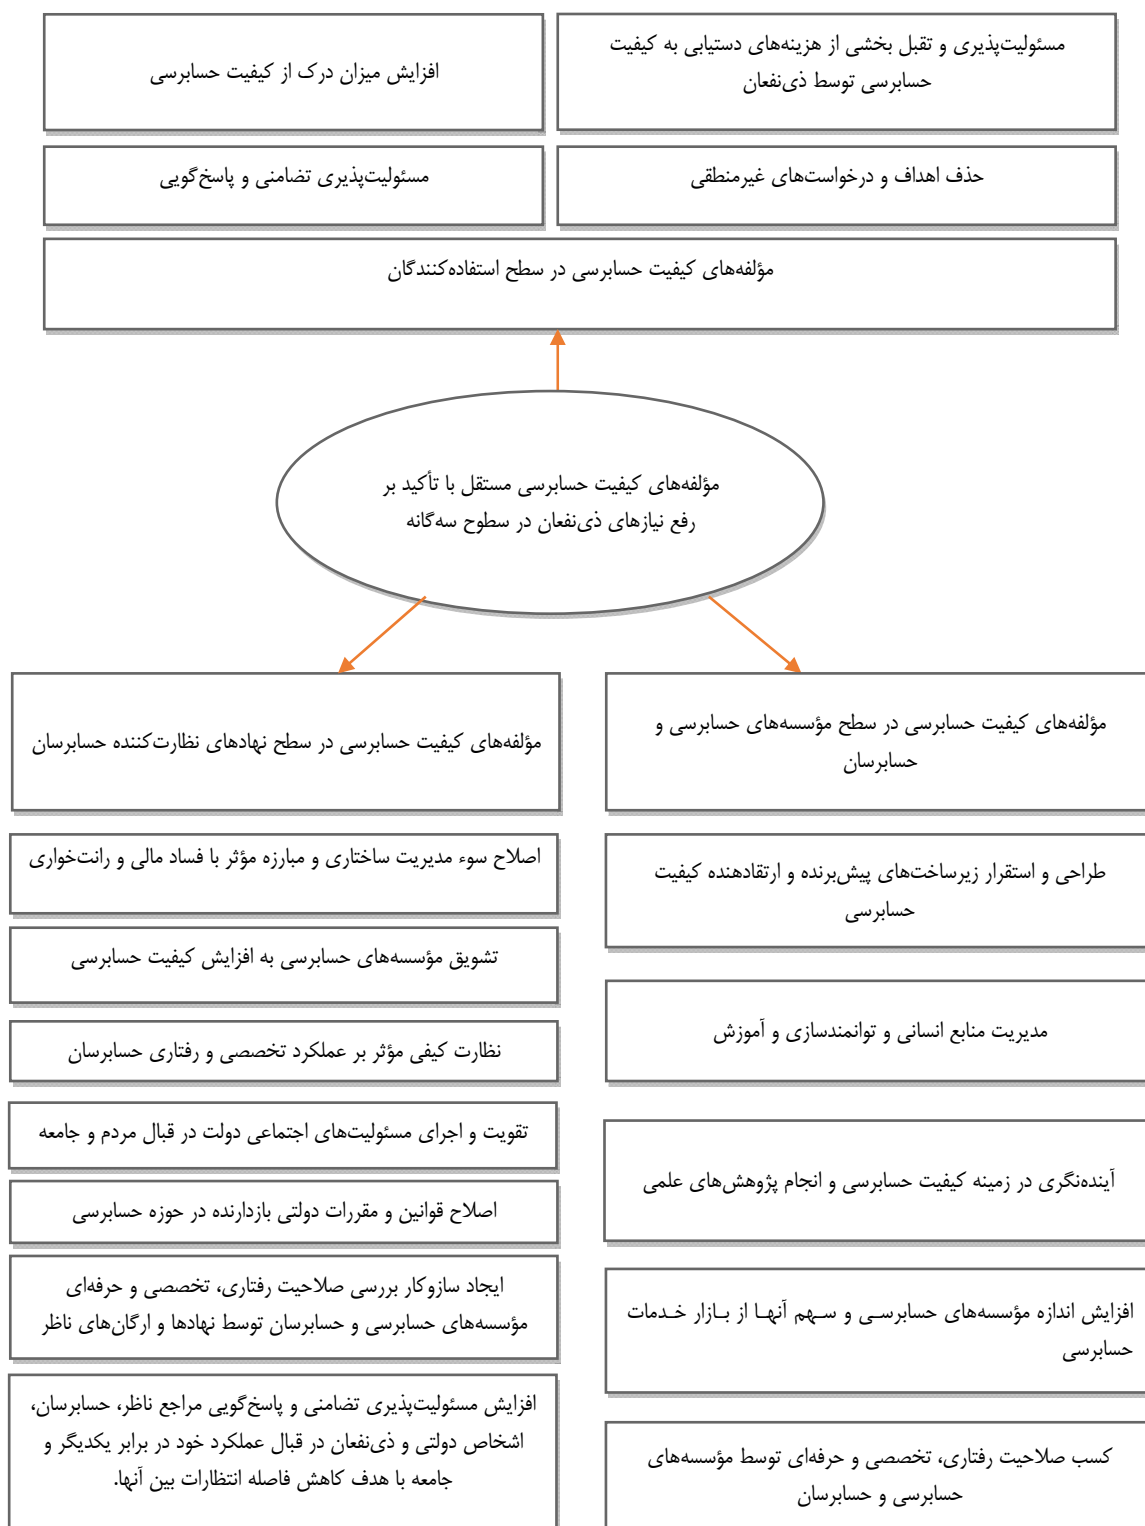 مسئولیت‌پذیری و تقبل بخشی از هزینه‌های دستیابی به کیفیت
حسابرسی توسط ذی‌نفعان
افزایش میزان درک از کیفیت حسابرسی
حذف اهداف و درخواست‌های غیرمنطقی
مسئولیت‌پذیری تضامنی و پاسخ‌گویی
مؤلفه‌های کیفیت حسابرسی در سطح استفاده‌کنندگان
مؤلفه‌های کیفیت حسابرسی مستقل با تأکید بر
رفع نیازهای ذی‌نفعان در سطوح سه‌گانه
مؤلفه‌های کیفیت حسابرسی در سطح مؤسسه‌های حسابرسی و
حسابرسان
طراحی و استقرار زیرساخت‌های پیش‌برنده و ارتقادهنده کیفیت
حسابرسی
مدیریت منابع انسانی و توانمندسازی و آموزش
آینده‌نگری در زمینه کیفیت حسابرسی و انجام پژوهش‌های علمی
افزایش اندازه مؤسسه‌های حسابرسـی و سـهم آنهـا از بـازار خـدمات
حسابرسی
کسب صلاحیت رفتاری، تخصصی و حرفه‌ای توسط مؤسسه‌های
حسابرسی و حسابرسان
مؤلفه‌های کیفیت حسابرسی در سطح نهادهای نظارت‌کننده حسابرسان
اصلاح سوء مدیریت ساختاری و مبارزه مؤثر با فساد مالی و رانت‌خواری
تشویق مؤسسه‌های حسابرسی به افزایش کیفیت حسابرسی
نظارت کیفی مؤثر بر عملکرد تخصصی و رفتاری حسابرسان
تقویت و اجرای مسئولیت‌های اجتماعی دولت در قبال مردم و جامعه
اصلاح قوانین و مقررات دولتی بازدارنده در حوزه حسابرسی
ایجاد سازوکار بررسی صلاحیت رفتاری، تخصصی و حرفه‌ای
مؤسسه‌های حسابرسی و حسابرسان توسط نهادها و ارگان‌های ناظر
افزایش مسئولیت‌پذیری تضامنی و پاسخ‌گویی مراجع ناظر، حسابرسان،
اشخاص دولتی و ذی‌نفعان در قبال عملکرد خود در برابر یکدیگر و
جامعه با هدف کاهش فاصله انتظارات بین آنها.